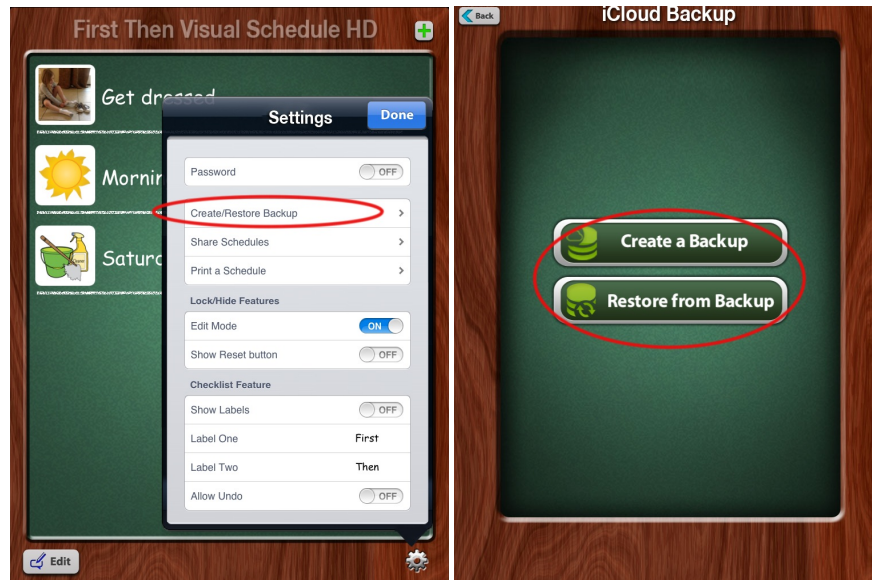 First Then Visual Schedule HD
Get dressed
Settings
Done
Mornin
Password
OFF
Create/Restore Backup
Share Schedules
Saturd
Print a Schedule
Lock/Hide Features
Edit Mode
ON
Show Reset button
OFF
Checklist Feature
Show Labels
OFF
Label One
First
Label Two
Then
Allow Undo
OFF
Edit
Back
iCloud Backup
Create a Backup
Restore from Backup